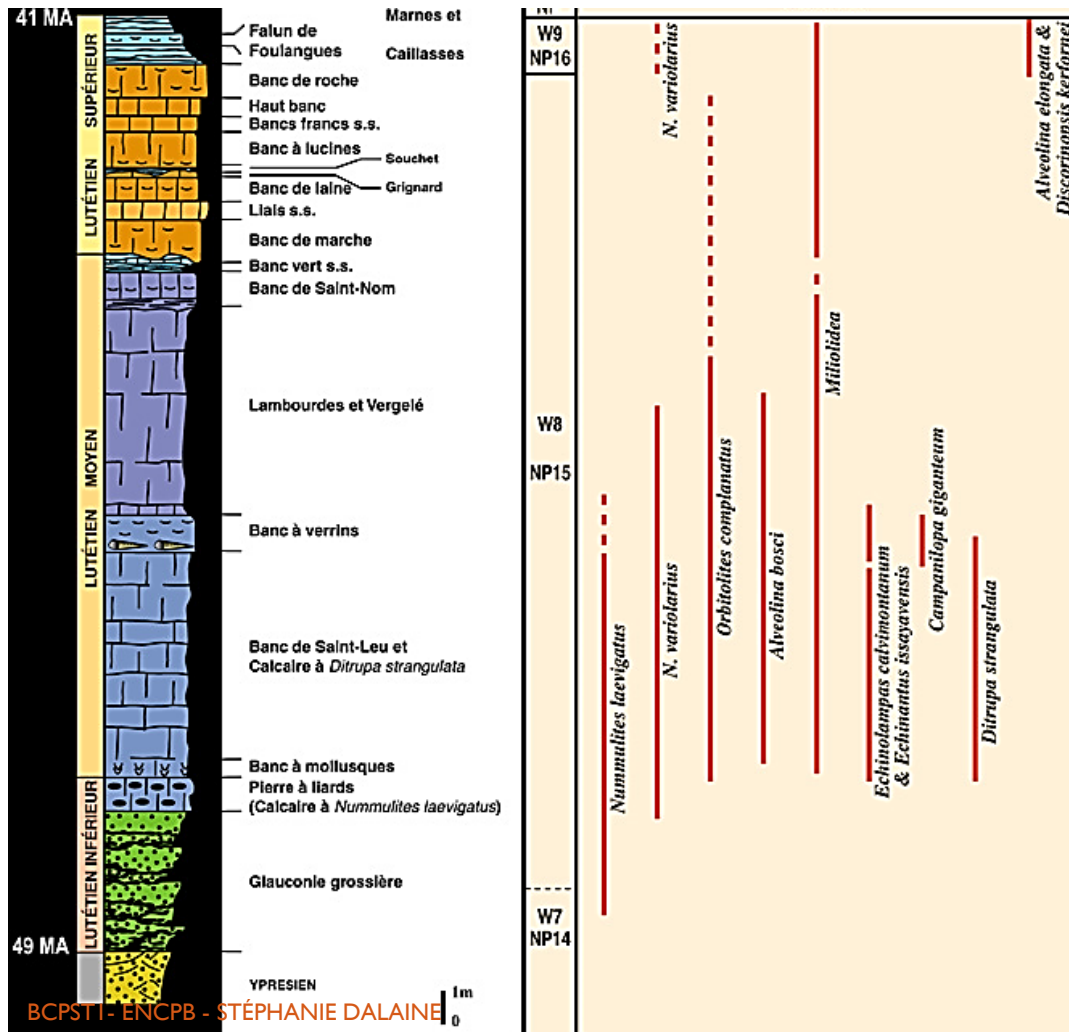 41 MA
SUPÉRIEUR
LUTÉTIEN
MOYEN
LUTÉTIEN
LUTÉTIEN INFÉRIEUR
49 MA
Falun de
Foulangues
Marnes et
Caillasses
Banc de roche
Haut banc
Bancs francs s.s.
Banc à lucines
Souchet
Banc de laine
Grignard
Liais s.s.
Banc de marche
Banc vert s.s.
Banc de Saint-Nom
Lambourdes et Vergelé
Banc à verrins
Banc de Saint-Leu et
Calcaire à Ditrupa strangulata
Banc à mollusques
Pierre à liards
(Calcaire à Nummulites laevigatus)
Glauconie grossière
YPRESIEN
1m
0
BCPST1- ENCPB - STÉPHANIE DALAINE
W9
NP16
W8
NP15
W7
NP14
Nummulites laevigatus
N. variolarius
N. variolarius
Orbitolites complanatus
Alveolina bosci
Miliolidea
Echinolampas calvimontanum
& Echinantus issayavensis
Campanilopa giganteum
Ditrupa strangulata
Alveolina elongata &
Discorinopsis kerfornei